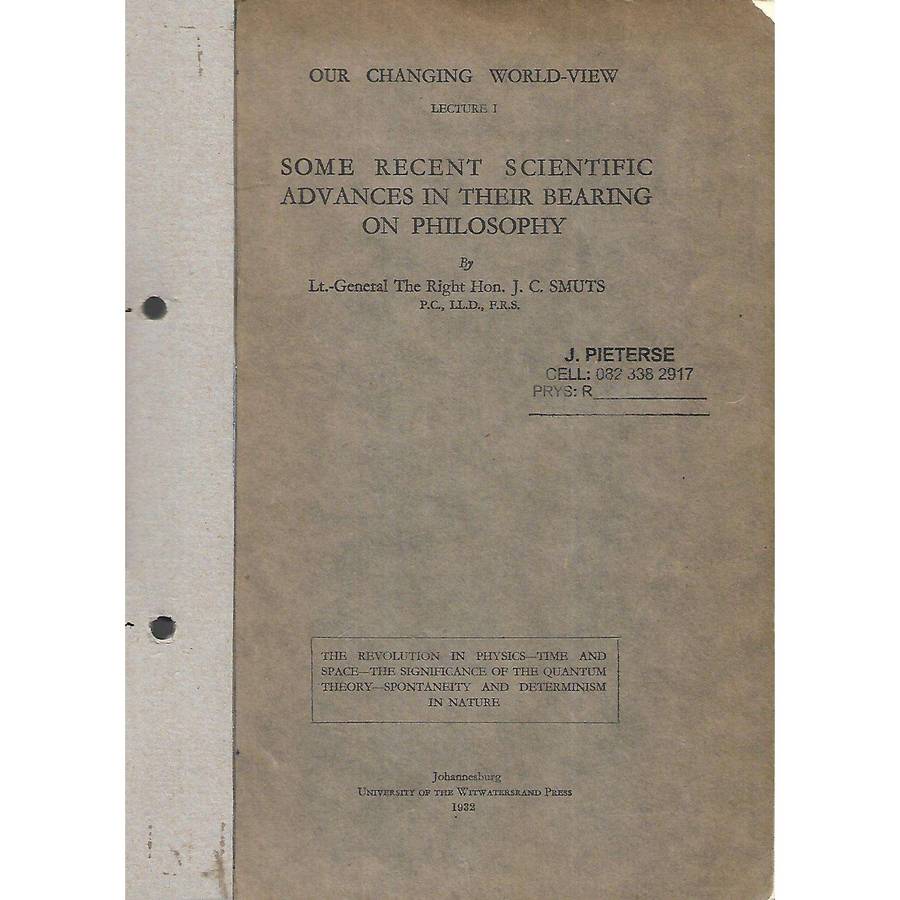 OUR CHANGING WORLD-VIEW
LECTURE I
SOME RECENT SCIENTIFIC
ADVANCES IN THEIR BEARING
ON PHILOSOPHY
By
Lt.-General The Right Hon. J. C. SMUTS
P.C., LL.D., F.R.S.
J. PIETERSE
CELL: 082 338 2917
PRYS: R
THE REVOLUTION IN PHYSICS—TIME AND
SPACE—THE SIGNIFICANCE OF THE QUANTUM
THEORY—SPONTANEITY AND DETERMINISM
IN NATURE
Johannesburg
UNIVERSITY OF THE WITWATERSRAND PRESS
1932